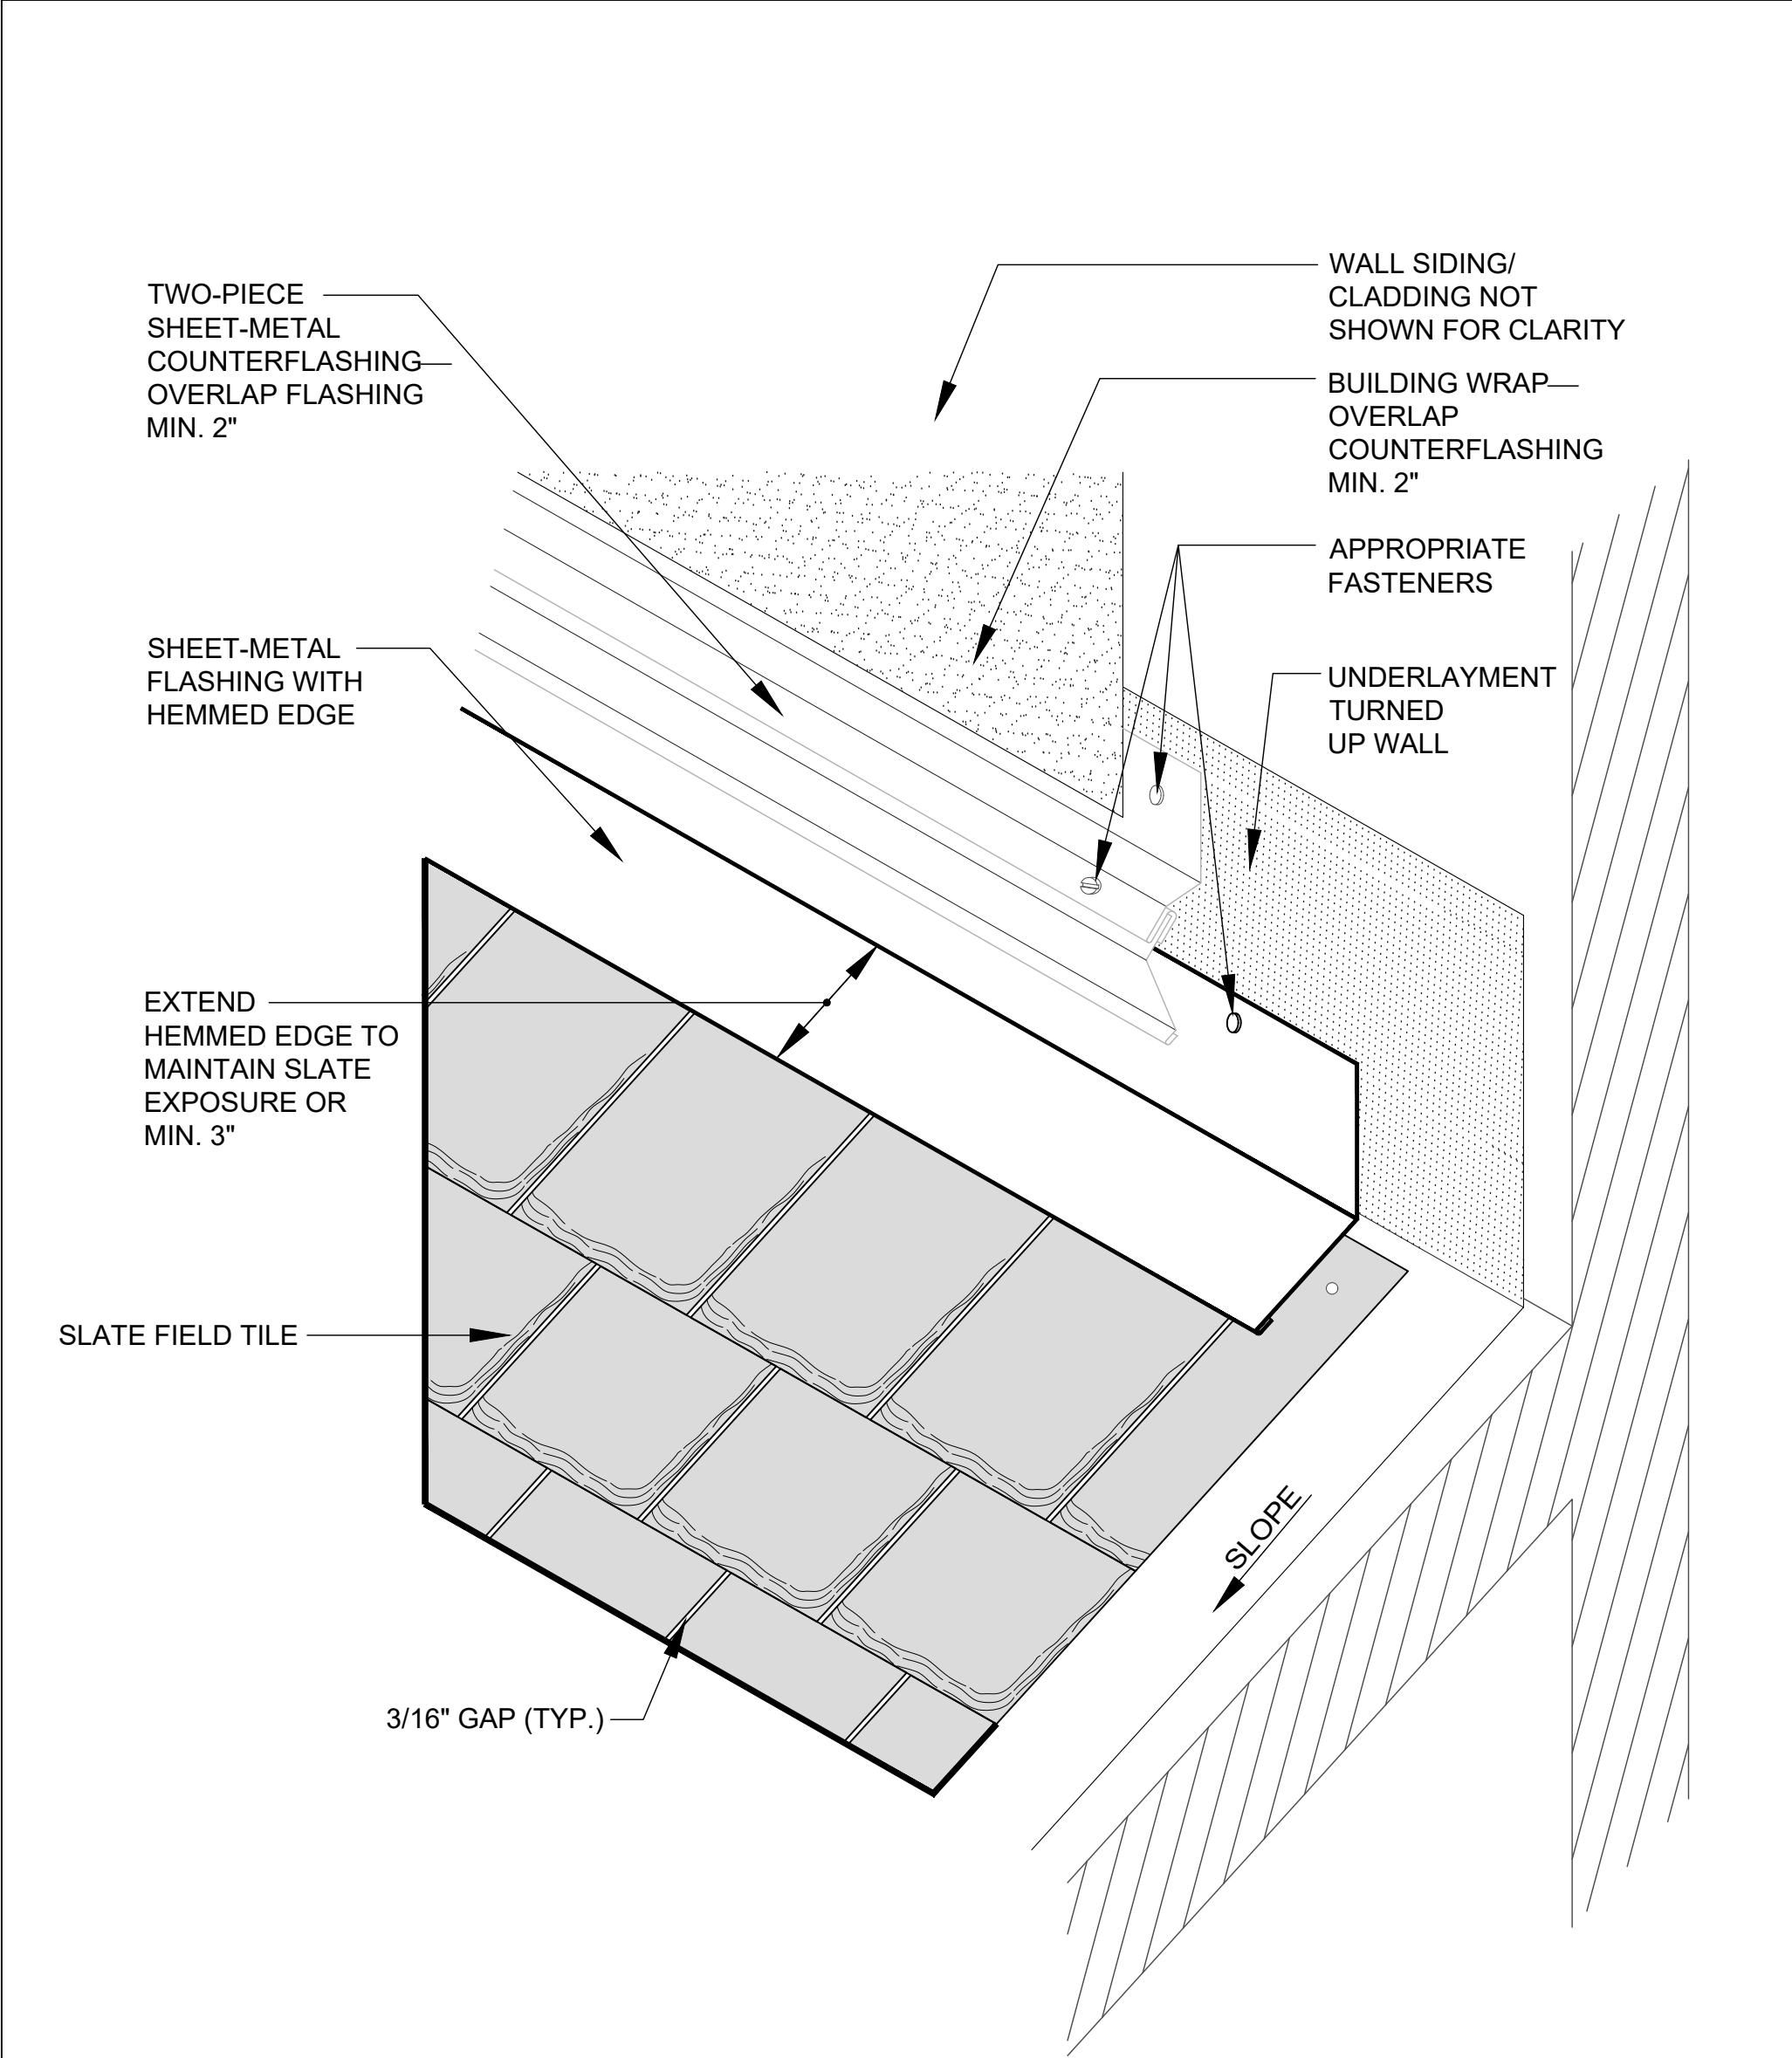 TWO-PIECE
SHEET-METAL
COUNTERFLASHING—
OVERLAP FLASHING
MIN. 2"
WALL SIDING/
CLADDING NOT
SHOWN FOR CLARITY
BUILDING WRAP—
OVERLAP
COUNTERFLASHING
MIN. 2"
APPROPRIATE
FASTENERS
SHEET-METAL
FLASHING WITH
HEMMED EDGE
UNDERLAYMENT
TURNED
UP WALL
EXTEND
HEMMED EDGE TO
MAINTAIN SLATE
EXPOSURE OR
MIN. 3"
SLATE FIELD TILE
SLOPE
3/16" GAP (TYP.)